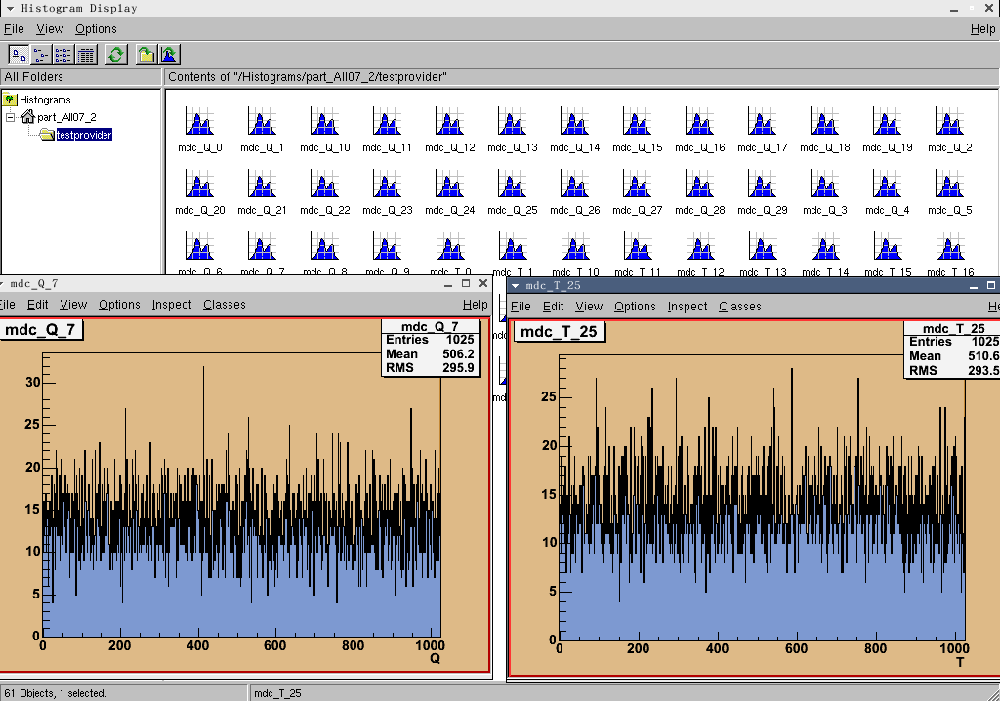 Histogram Display
File View Options Help
All Folders
Contents of "/Histograms/part_All07_2/testprovider"
Histograms
part_All07_2
testprovider
mdc_Q_0 mdc_Q_1 mdc_Q_10 mdc_Q_11 mdc_Q_12 mdc_Q_13 mdc_Q_14 mdc_Q_15 mdc_Q_16 mdc_Q_17 mdc_Q_18 mdc_Q_19 mdc_Q_2
mdc_Q_20 mdc_Q_21 mdc_Q_22 mdc_Q_23 mdc_Q_24 mdc_Q_25 mdc_Q_26 mdc_Q_27 mdc_Q_28 mdc_Q_29 mdc_Q_3 mdc_Q_4 mdc_Q_5
mdc_Q_6 mdc_Q_7 mdc_Q_8 mdc_Q_9 mdc_T_0 mdc_T_1 mdc_T_10 mdc_T_11 mdc_T_12 mdc_T_13 mdc_T_14 mdc_T_15 mdc_T_16
mdc_Q_7
ile Edit View Options Inspect Classes Help
mdc_Q_7
mdc_Q_7
Entries 1025
Mean 506.2
RMS 295.9
30
25
20
15
10
5
0
0 200 400 600 800 1000
Q
mdc_T_25
File Edit View Options Inspect Classes He
mdc_T_25
mdc_T_25
Entries 1025
Mean 510.6
RMS 293.5
25
20
15
10
5
0
0 200 400 600 800 1000
T
61 Objects, 1 selected.
mdc_T_25